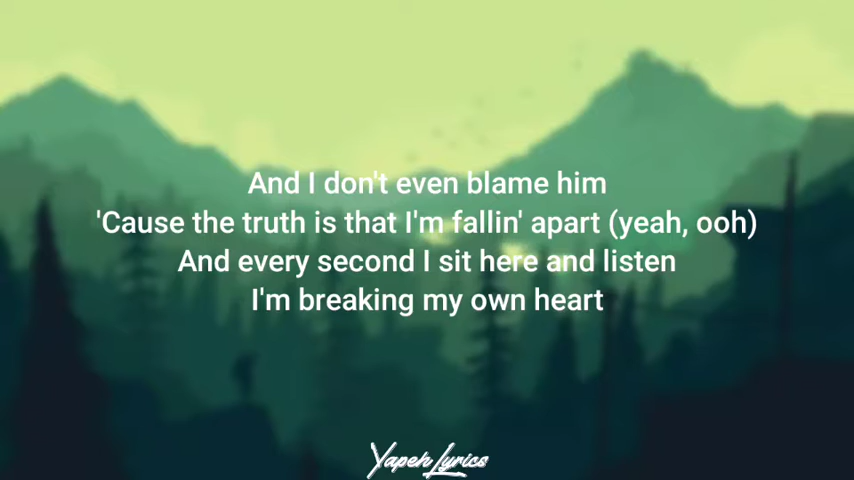 And I don't even blame him
'Cause the truth is that I'm fallin' apart (yeah, ooh)
And every second I sit here and listen
I'm breaking my own heart
Yapeh Lyrics